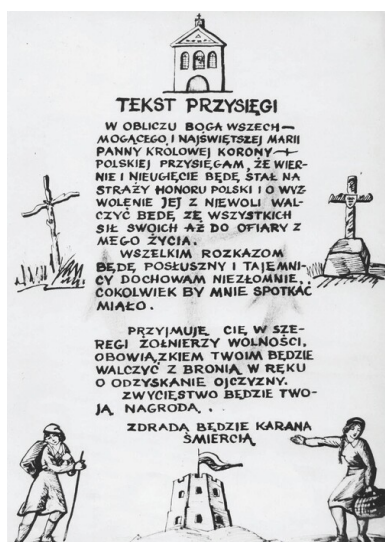 TEKST PRZYSIĘGI
W OBLICZU BOGA WSZECH—
MOGĄCEGO I NAJŚWIĘTSZEJ MARII
PANNY KRÓLOWEJ KORONY
POLSKIEJ PRZYSIĘGAM, ŻE WIER-
NIE I NIEUGIĘCIE BĘDĘ STAŁ NA
STRAŻY HONORU POLSKI I O WYZ-
WOLENIE JEJ Z NIEWOLI WAL-
CZYĆ BĘDĘ ZE WSZYSTKICH
SIŁ SWOICH AŻ DO OFIARY Z
MEGO ŻYCIA.
WSZELKIM ROZKAZOM
BĘDĘ POSŁUSZNY I TAJEMNI-
CY DOCHOWAM NIEZŁOMNIE,
COKOLWIEK BY MNIE SPOTKAĆ
MIAŁO.
PRZYJMUJĘ CIĘ W SZE-
REGI ŻOŁNIERZY WOLNOŚCI,
OBOWIĄZKIEM TWOIM BĘDZIE
WALCZYĆ Z BRONIĄ W RĘKU
O ODZYSKANIE OJCZYZNY.
ZWYCIĘSTWO BĘDZIE TWO-
JĄ NAGRODĄ.
ZDRADA BĘDZIE KARANA
ŚMIERCIĄ